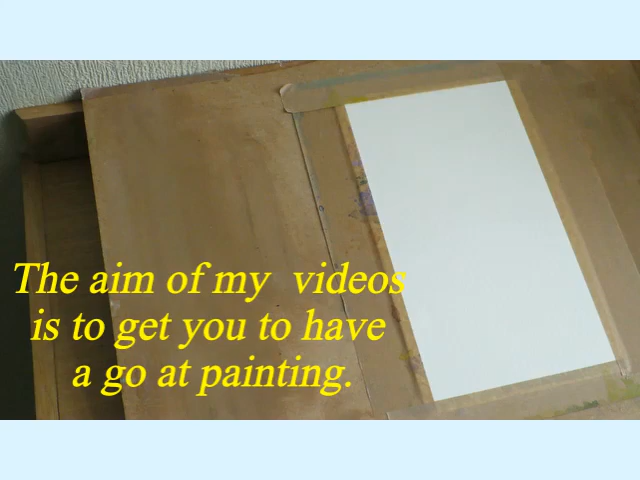 The aim of my videos
is to get you to have
a go at painting.